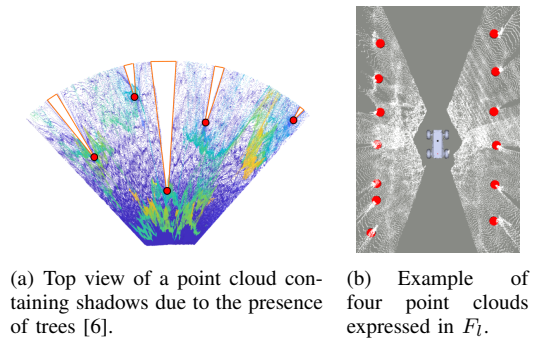 (a) Top view of a point cloud con-
taining shadows due to the presence
of trees [6].
(b) Example of
four point clouds
expressed in F_l.